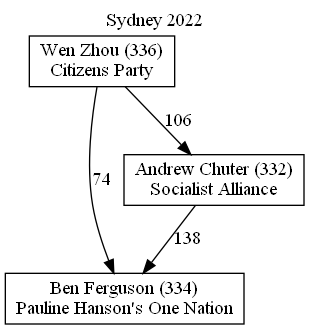 Sydney 2022
Wen Zhou (336)
Citizens Party
106
74
Andrew Chuter (332)
Socialist Alliance
138
Ben Ferguson (334)
Pauline Hanson's One Nation